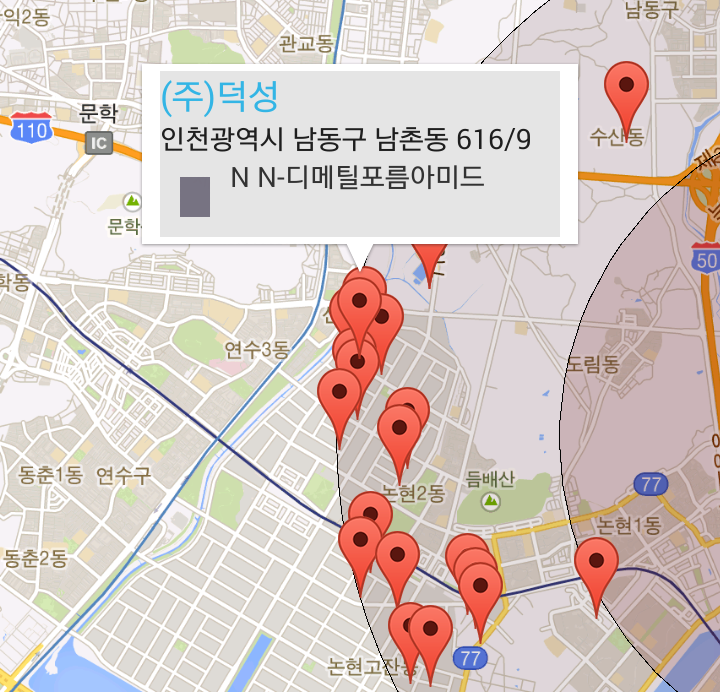 악2동
남동구
관교동
(주)덕성
인천광역시 남동구 남촌동 616/9
N N-디메틸포름아미드
문학
110
IC
수산동
제2
문학
50
학동
연수3동
도림동
동춘1동
연수구
듬배산
77
논현2동
논현1동
동춘2동
77
논현고잔동